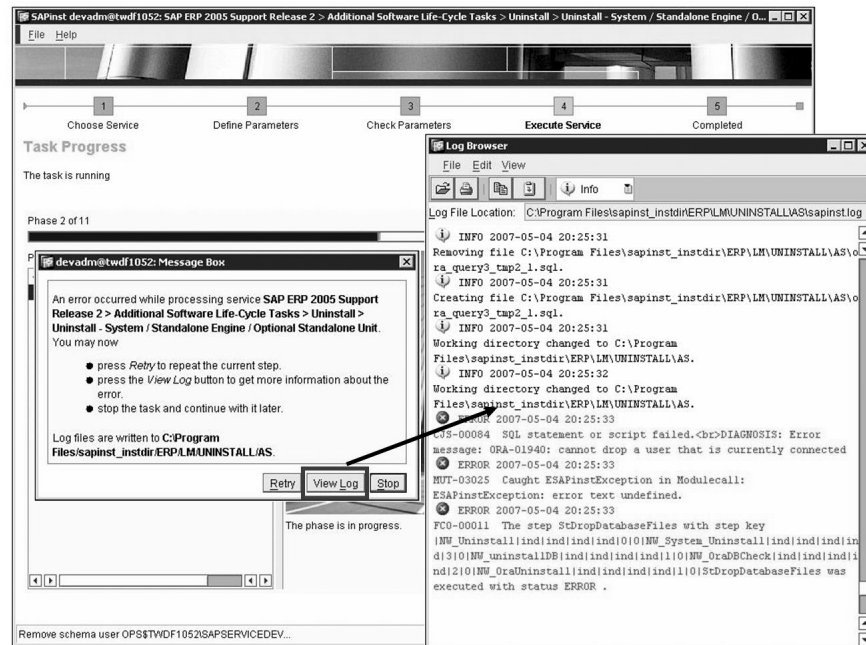 SAPinst devadm@twdf1052: SAP ERP 2005 Support Release 2 > Additional Software Life-Cycle Tasks > Uninstall > Uninstall - System / Standalone Engine / O...
File Help
1
2
3
4
5
Choose Service
Define Parameters
Check Parameters
Execute Service
Completed
Task Progress
The task is running
Phase 2 of 11
devadm@twdf1052: Message Box
An error occurred while processing service SAP ERP 2005 Support
Release 2 > Additional Software Life-Cycle Tasks > Uninstall >
Uninstall - System / Standalone Engine / Optional Standalone Unit.
You may now
● press Retry to repeat the current step.
● press the View Log button to get more information about the
error.
● stop the task and continue with it later.
Log files are written to C:\Program
Files/sapinst_instdir/ERP/LM/UNINSTALL/AS.
Retry View Log Stop
The phase is in progress.
Remove schema user OPS$TWDF1052\SAPSERVICEDEV...
Log Browser
File Edit View
Info
Log File Location: C:\Program Files\sapinst_instdir\ERP\LM\UNINSTALL\AS\sapinst.log
INFO 2007-05-04 20:25:31
Removing file C:\Program Files\sapinst_instdir\ERP\LM\UNINSTALL\AS\o
ra_query3_tmp2_1.sql.
INFO 2007-05-04 20:25:31
Creating file C:\Program Files\sapinst_instdir\ERP\LM\UNINSTALL\AS\o
ra_query3_tmp2_1.sql.
INFO 2007-05-04 20:25:31
Working directory changed to C:\Program
Files\sapinst_instdir\ERP\LM\UNINSTALL\AS.
INFO 2007-05-04 20:25:32
Working directory changed to C:\Program
Files\sapinst_instdir\ERP\LM\UNINSTALL\AS.
ERROR 2007-05-04 20:25:33
CJS-00084 SQL statement or script failed.<br>DIAGNOSIS: Error
message: ORA-01940: cannot drop a user that is currently connected
ERROR 2007-05-04 20:25:33
MUT-03025 Caught ESAPinstException in Modulecall:
ESAPinstException: error text undefined.
ERROR 2007-05-04 20:25:33
FCO-00011 The step StDropDatabaseFiles with step key
|NW_Uninstall|ind|ind|ind|ind|0|0|NW_System_Uninstall|ind|ind|ind|in
d|3|0|NW_uninstallDB|ind|ind|ind|ind|1|0|NW_OraDBCheck|ind|ind|ind|i
nd|2|0|NW_OraUninstall|ind|ind|ind|ind|1|0|StDropDatabaseFiles was
executed with status ERROR .